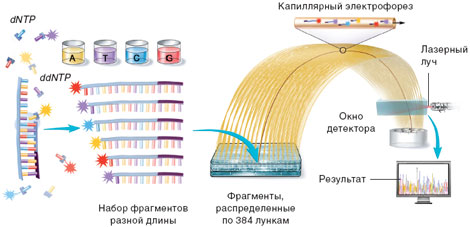 dNTP
Капиллярный электрофорез
A T C G
ddNTP
Лазерный
луч
Окно
детектора
Результат
Набор фрагментов
разной длины
Фрагменты,
распределенные
по 384 лункам